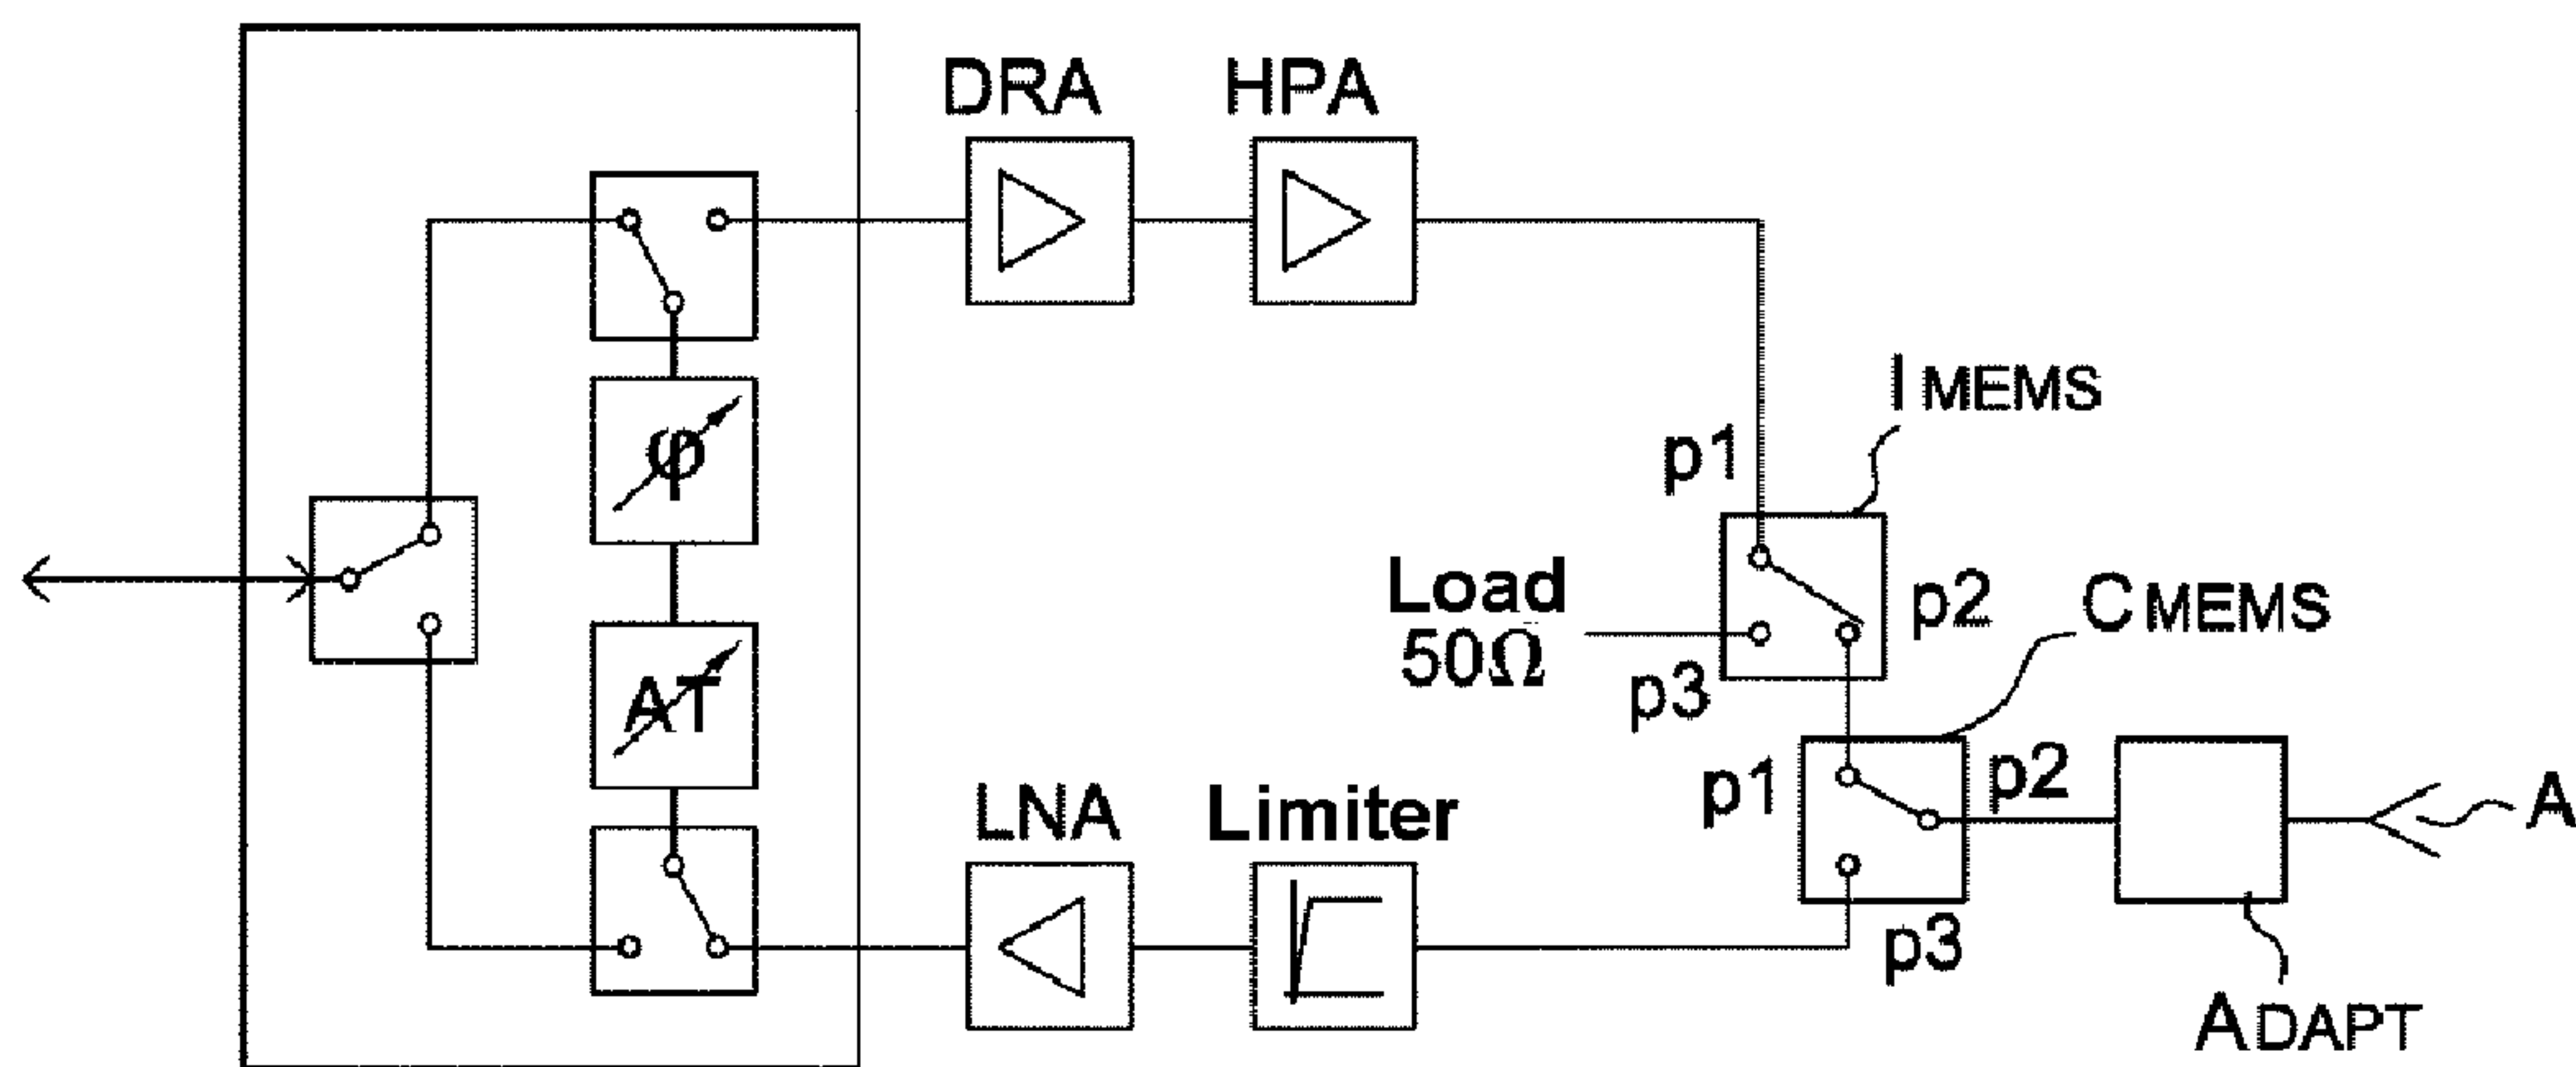 DRA
HPA
I MEMS
p1
φ
Load
50Ω
p2
C MEMS
p3
AT
p1
p2
A
LNA
Limiter
p3
ADAPT